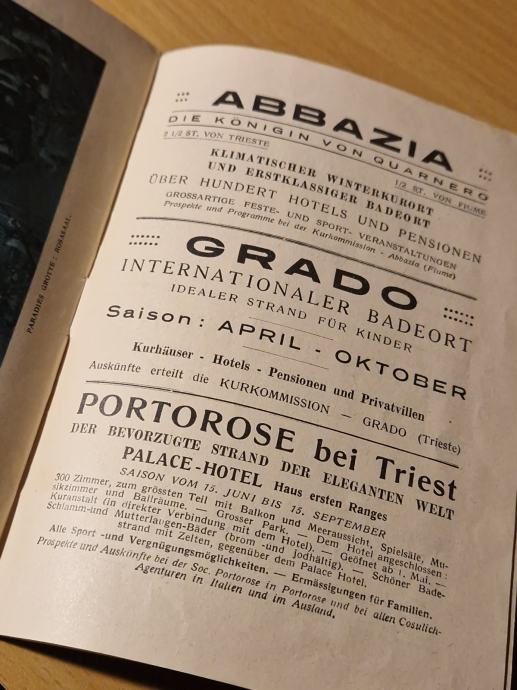 PARADIES GROTTE: ROSASAAL.
ABBAZIA
DIE KÖNIGIN VON QUARNERO
2 1/2 ST. VON TRIESTE
1/2 ST. VON FIUME
KLIMATISCHER WINTERKURORT
UND ERSTKLASSIGER BADEORT
ÜBER HUNDERT HOTELS UND PENSIONEN
GROSSARTIGE FESTE- UND SPORT- VERANSTALTUNGEN
Prospekte und Programme bei der Kurkommission - Abbazia (Fiume)
GRADO
INTERNATIONALER BADEORT
IDEALER STRAND FÜR KINDER
Saison: APRIL - OKTOBER
Kurhäuser - Hotels - Pensionen und Privatvillen
Auskünfte erteilt die KURKOMMISSION — GRADO (Trieste)
PORTOROSE bei Triest
DER BEVORZUGTE STRAND DER ELEGANTEN WELT
PALACE-HOTEL Haus ersten Ranges
SAISON VOM 15. JUNI BIS 15. SEPTEMBER
300 Zimmer, zum grössten Teil mit Balkon und Meeraussicht, Spielsäle, Mu-
sikzimmer und Ballräume. — Grosser Park. — Geöfnet ab 1. Mai. —
Kuranstalt (in direkter Verbindung mit dem Hotel). — Dem Hotel angeschlossen:
Schlamm-und Mutterlaugen-Bäder (brom -und Jodhältig). — Schöner Bade-
strand mit Zelten, gegenüber dem Palace Hotel.
Alle Sport -und Vergnügungsmöglichkeiten. — Ermässigungen für Familien.
Prospekte und Auskünfte bei der Soc. Portorose in Portorose und bei allen Cosulich-
Agenturen in Italien und im Ausland.